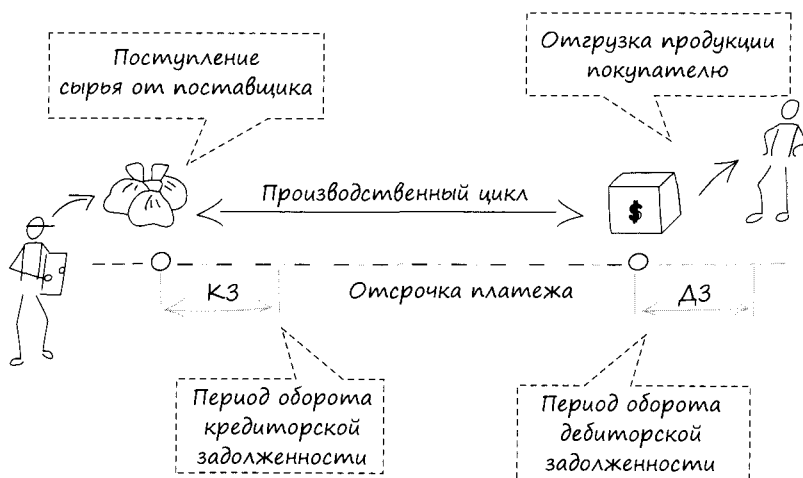 Поступление
сырья от поставщика
Отгрузка продукции
покупателю
Производственный цикл
$
КЗ
Отсрочка платежа
ДЗ
Период оборота
кредиторской
задолженности
Период оборота
дебиторской
задолженности